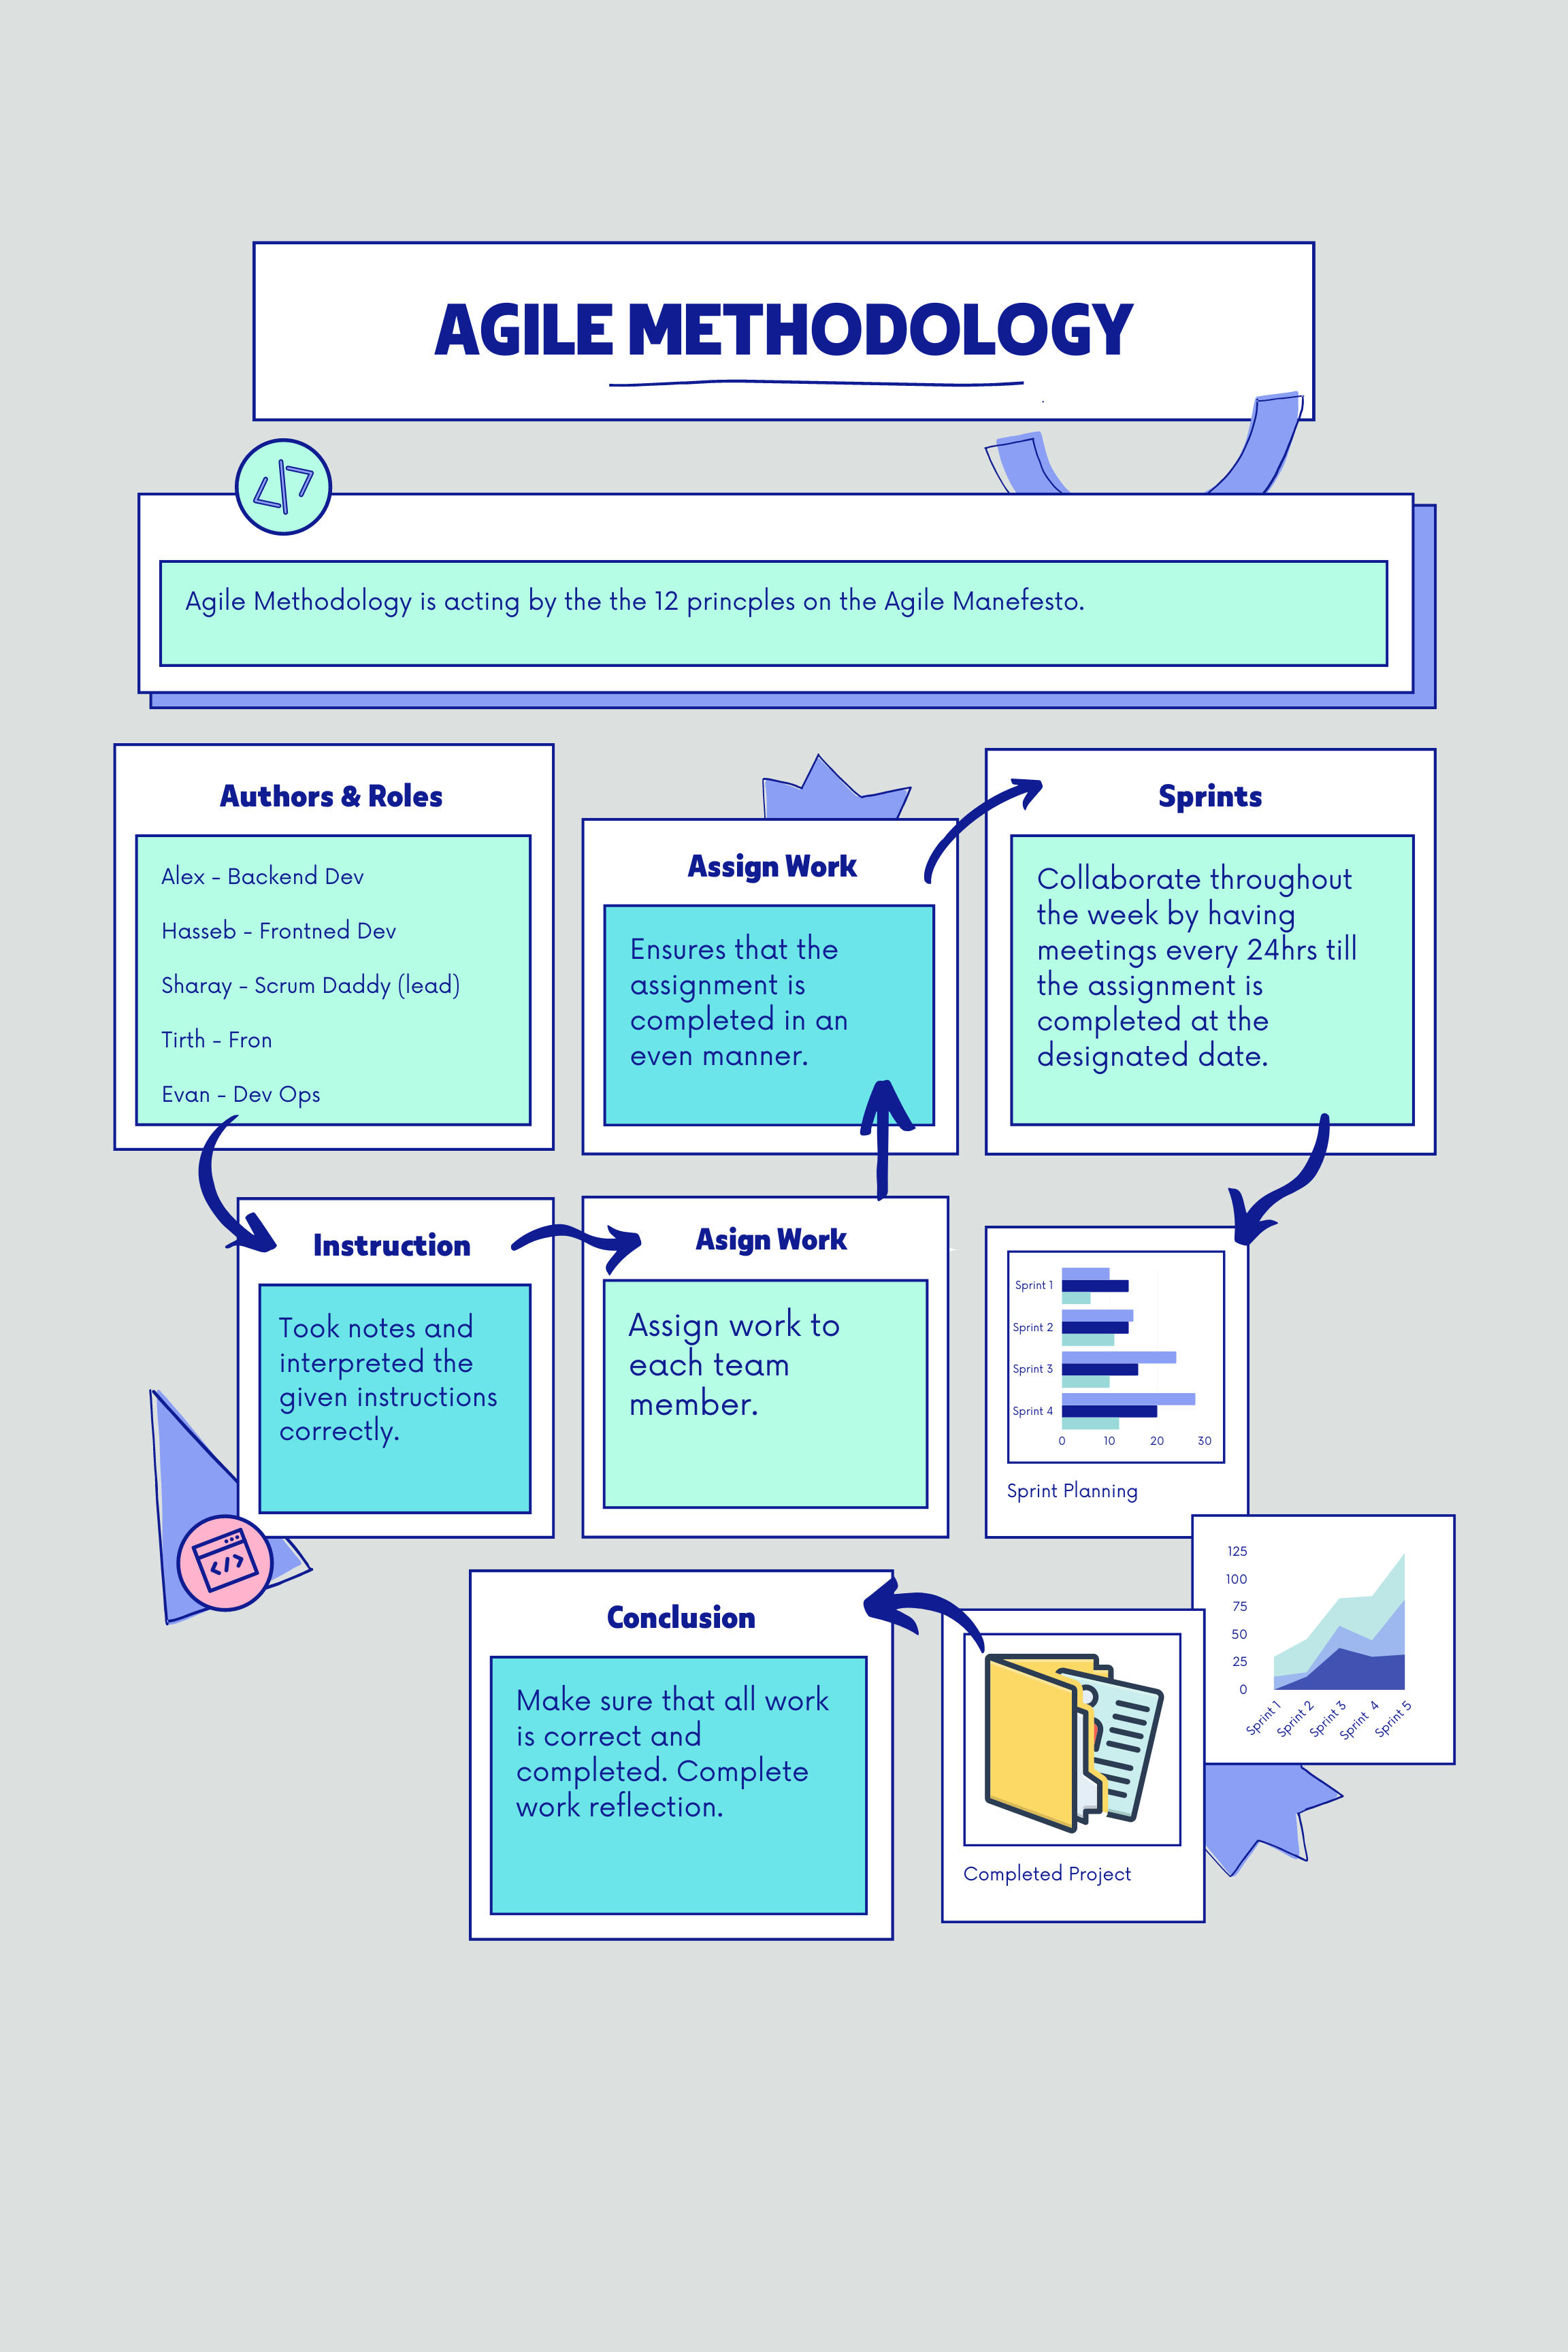 AGILE METHODOLOGY
Agile Methodology is acting by the the 12 princples on the Agile Manefesto.
Authors & Roles
Alex - Backend Dev
Hasseb - Frontned Dev
Sharay - Scrum Daddy (lead)
Tirth - Fron
Evan - Dev Ops
Assign Work
Ensures that the
assignment is
completed in an
even manner.
Sprints
Collaborate throughout
the week by having
meetings every 24hrs till
the assignment is
completed at the
designated date.
Instruction
Took notes and
interpreted the
given instructions
correctly.
Asign Work
Assign work to
each team
member.
Sprint 1
Sprint 2
Sprint 3
Sprint 4
0 10 20 30
Sprint Planning
125
100
75
50
25
0
Sprint 1 Sprint 2 Sprint 3 Sprint 4 Sprint 5
Conclusion
Make sure that all work
is correct and
completed. Complete
work reflection.
Completed Project